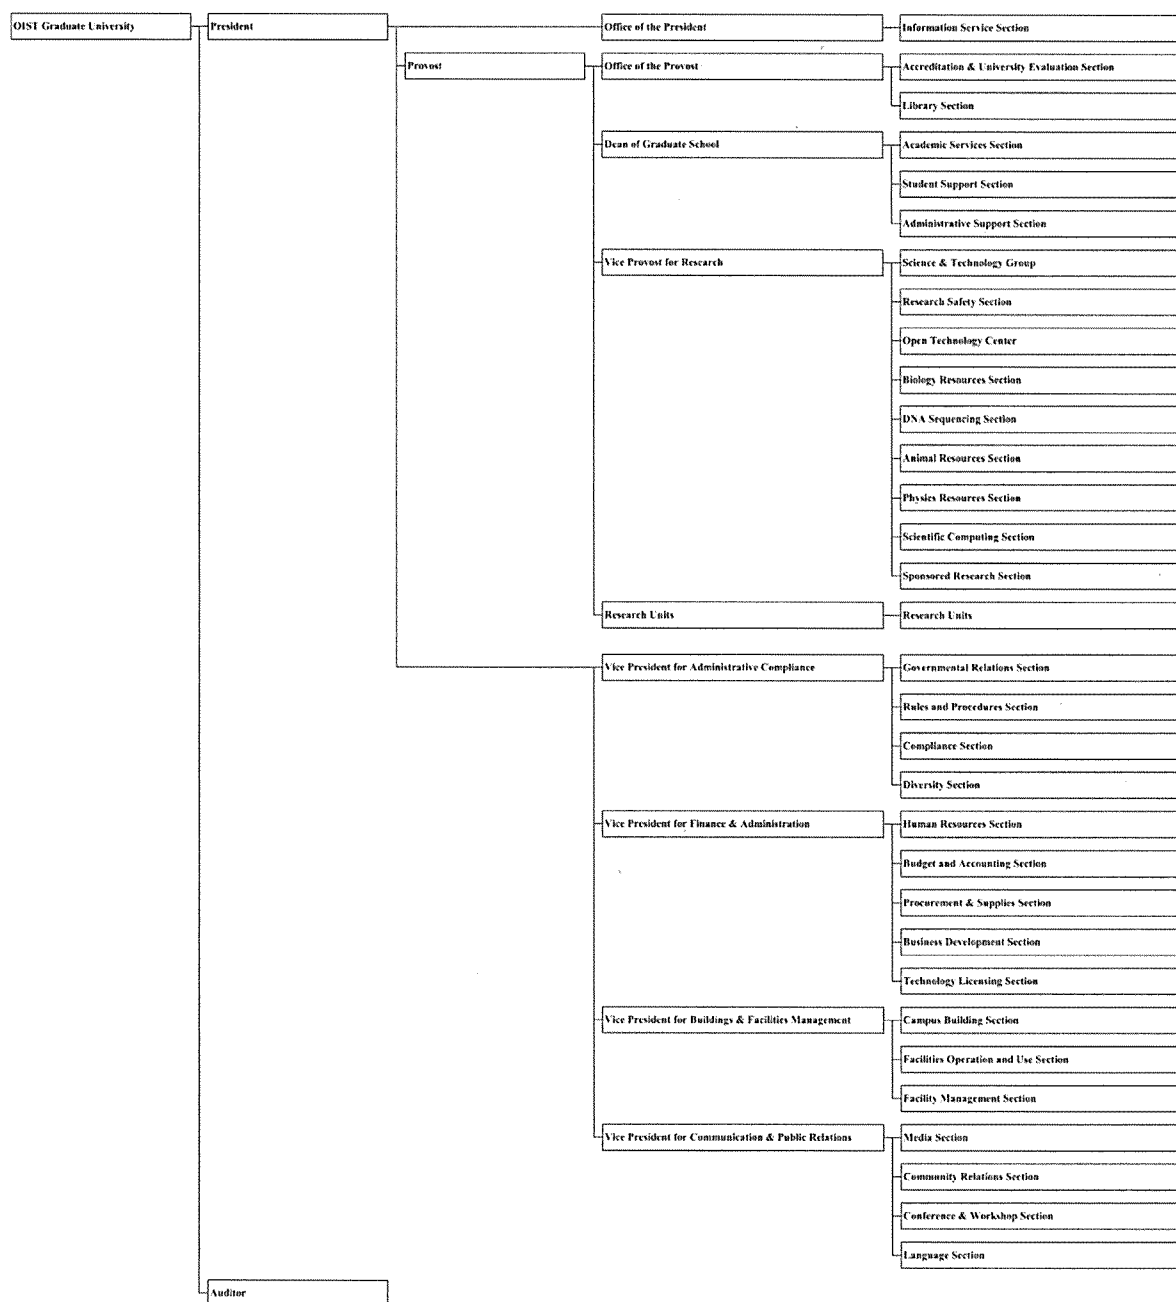 OIST Graduate University
President
Office of the President
Information Service Section
Provost
Office of the Provost
Accreditation & University Evaluation Section
Library Section
Dean of Graduate School
Academic Services Section
Student Support Section
Administrative Support Section
Vice Provost for Research
Science & Technology Group
Research Safety Section
Open Technology Center
Biology Resources Section
DNA Sequencing Section
Animal Resources Section
Physics Resources Section
Scientific Computing Section
Sponsored Research Section
Research Units
Research Units
Vice President for Administrative Compliance
Governmental Relations Section
Rules and Procedures Section
Compliance Section
Diversity Section
Vice President for Finance & Administration
Human Resources Section
Budget and Accounting Section
Procurement & Supplies Section
Business Development Section
Technology Licensing Section
Vice President for Buildings & Facilities Management
Campus Building Section
Facilities Operation and Use Section
Facility Management Section
Vice President for Communication & Public Relations
Media Section
Community Relations Section
Conference & Workshop Section
Language Section
Auditor